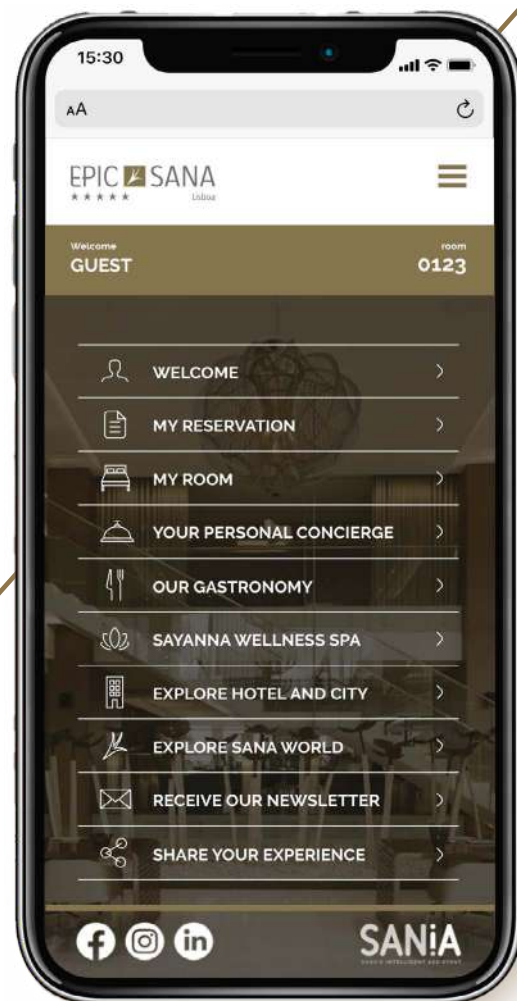 15:30
AA
EPIC SANA
Lisboa
Welcome
GUEST
room
0123
WELCOME
MY RESERVATION
MY ROOM
YOUR PERSONAL CONCIERGE
OUR GASTRONOMY
SAYANNA WELLNESS SPA
EXPLORE HOTEL AND CITY
EXPLORE SANA WORLD
RECEIVE OUR NEWSLETTER
SHARE YOUR EXPERIENCE
f
in
SANiA